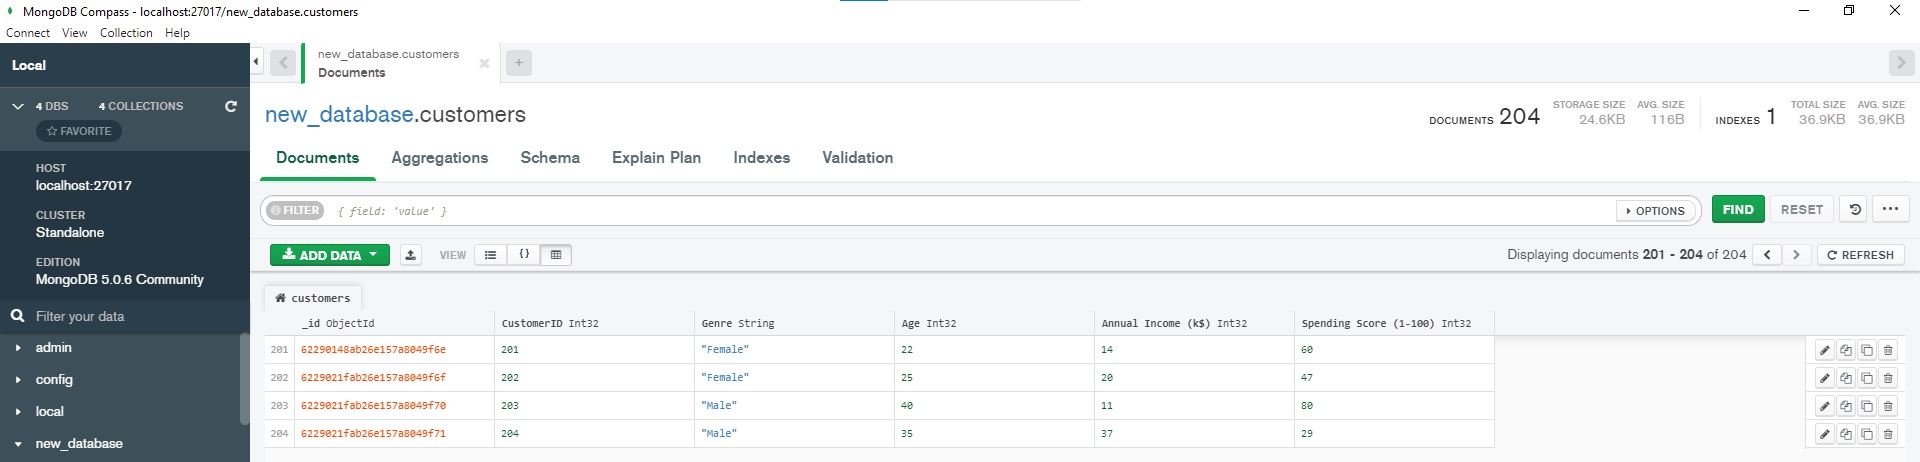 MongoDB Compass - localhost:27017/new_database.customers
Connect View Collection Help
Local
4 DBS 4 COLLECTIONS
FAVORITE
HOST
localhost:27017
CLUSTER
Standalone
EDITION
MongoDB 5.0.6 Community
Filter your data
admin
config
local
new_database
new_database.customers
Documents
new_database.customers
DOCUMENTS 204 STORAGE SIZE 24.6KB AVG. SIZE 116B INDEXES 1 TOTAL SIZE 36.9KB AVG. SIZE 36.9KB
Documents Aggregations Schema Explain Plan Indexes Validation
FILTER { field: 'value' } OPTIONS FIND RESET
ADD DATA VIEW {} Displaying documents 201 - 204 of 204 REFRESH
customers
_id ObjectId CustomerID Int32 Genre String Age Int32 Annual Income (k$) Int32 Spending Score (1-100) Int32
201 62290148ab26e157a8049f6e 201 "Female" 22 14 60
202 6229021fab26e157a8049f6f 202 "Female" 25 20 47
203 6229021fab26e157a8049f70 203 "Male" 40 11 80
204 6229021fab26e157a8049f71 204 "Male" 35 37 29